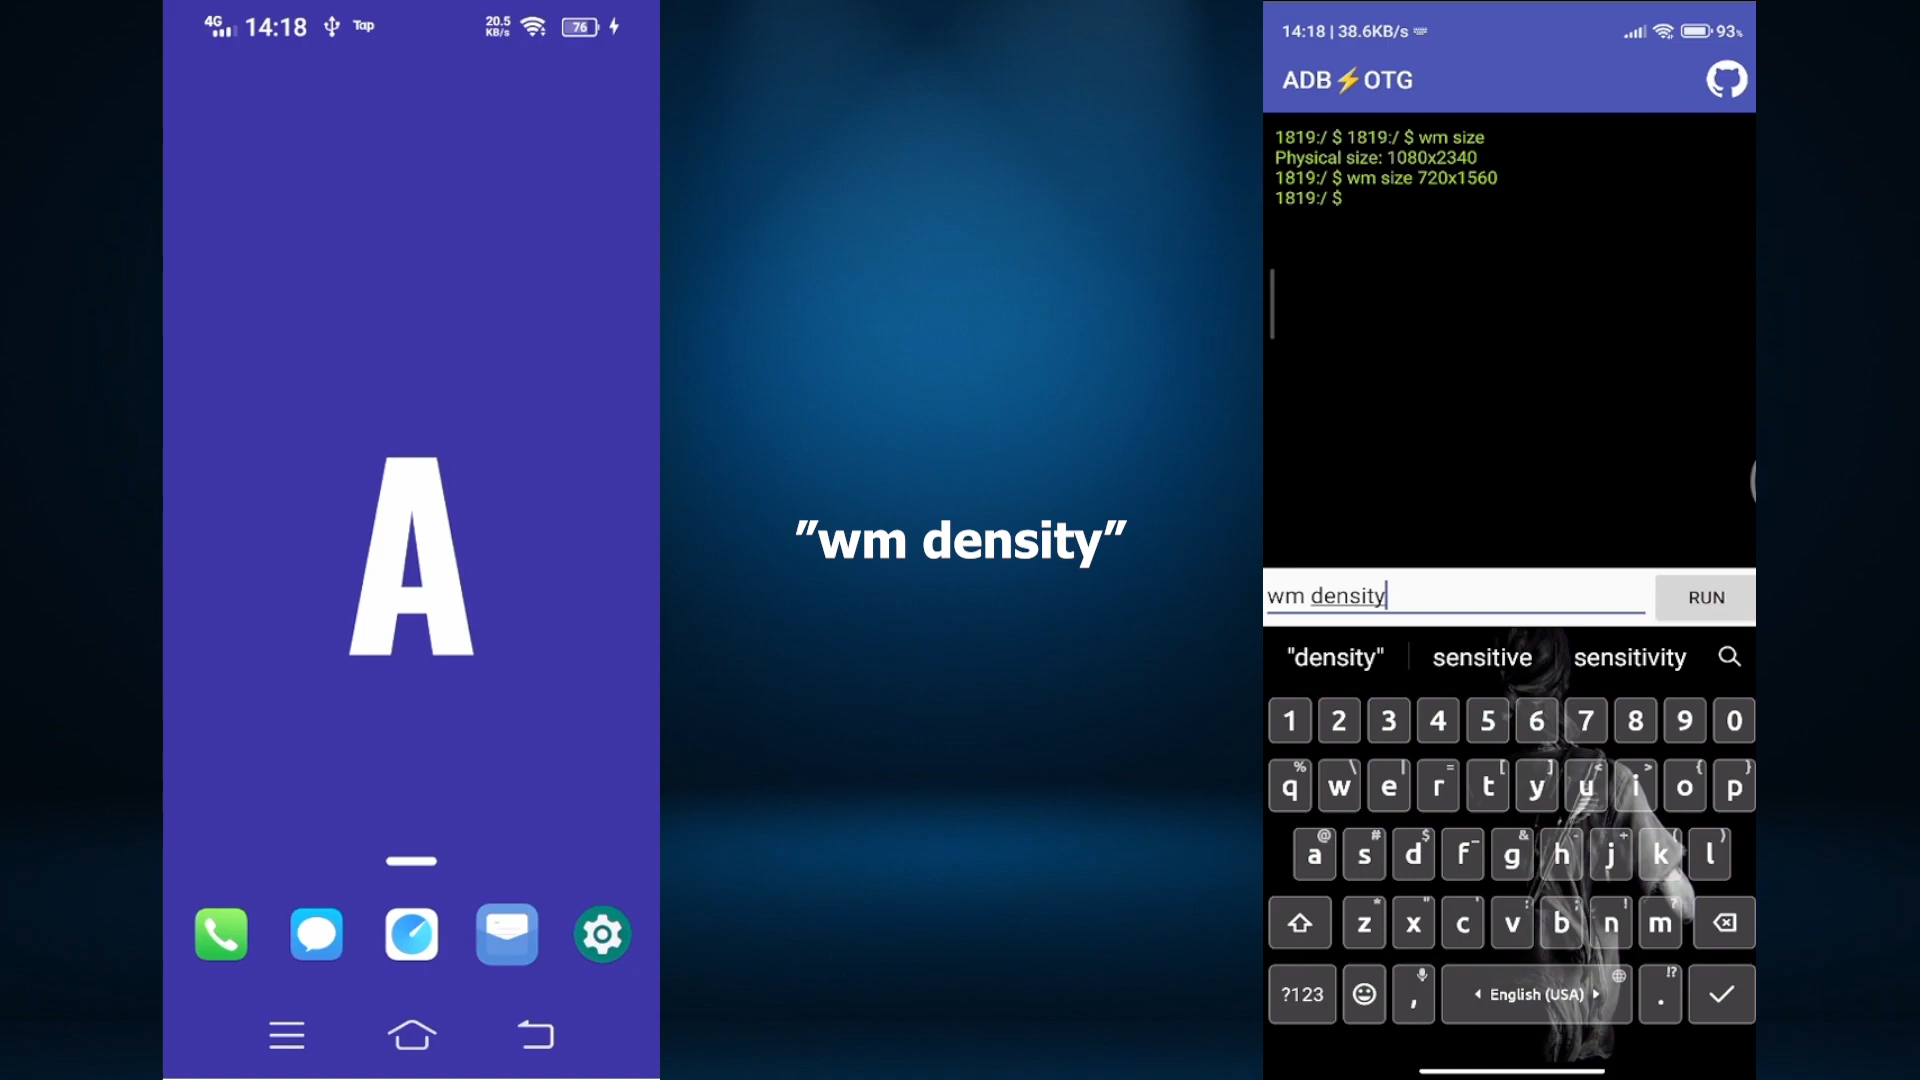 4G 14:18 Tap 20.5 KB/s 76
A
"wm density"
14:18 | 38.6KB/s 93%
ADB⚡OTG
1819:/ $ 1819:/ $ wm size
Physical size: 1080x2340
1819:/ $ wm size 720x1560
1819:/ $
wm density RUN
"density" sensitive sensitivity
1 2 3 4 5 6 7 8 9 0
% \ | = [ ] < > { }
q w e r t y u i o p
@ # $ _ & - + ( )
a s d f g h j k l
* " ' : ; ! ?
z x c v b n m
!?
?123 , English (USA) .